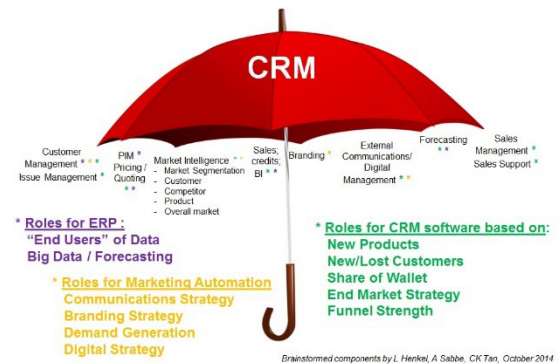 CRM
Customer
Management * * *
Issue Management *
PIM *
Pricing /
Quoting
* *
Market Intelligence * *
- Market Segmentation
- Customer
- Competitor
- Product
- Overall market
Sales;
credits;
BI * *
Branding *
External
Communications/
Digital
Management * *
Forecasting
* *
Sales
Management *
Sales Support *
* Roles for ERP :
“End Users” of Data
Big Data / Forecasting
* Roles for Marketing Automation
Communications Strategy
Branding Strategy
Demand Generation
Digital Strategy
* Roles for CRM software based on:
New Products
New/Lost Customers
Share of Wallet
End Market Strategy
Funnel Strength
Brainstormed components by L Henkel, A Sabbe, CK Tan, October 2014